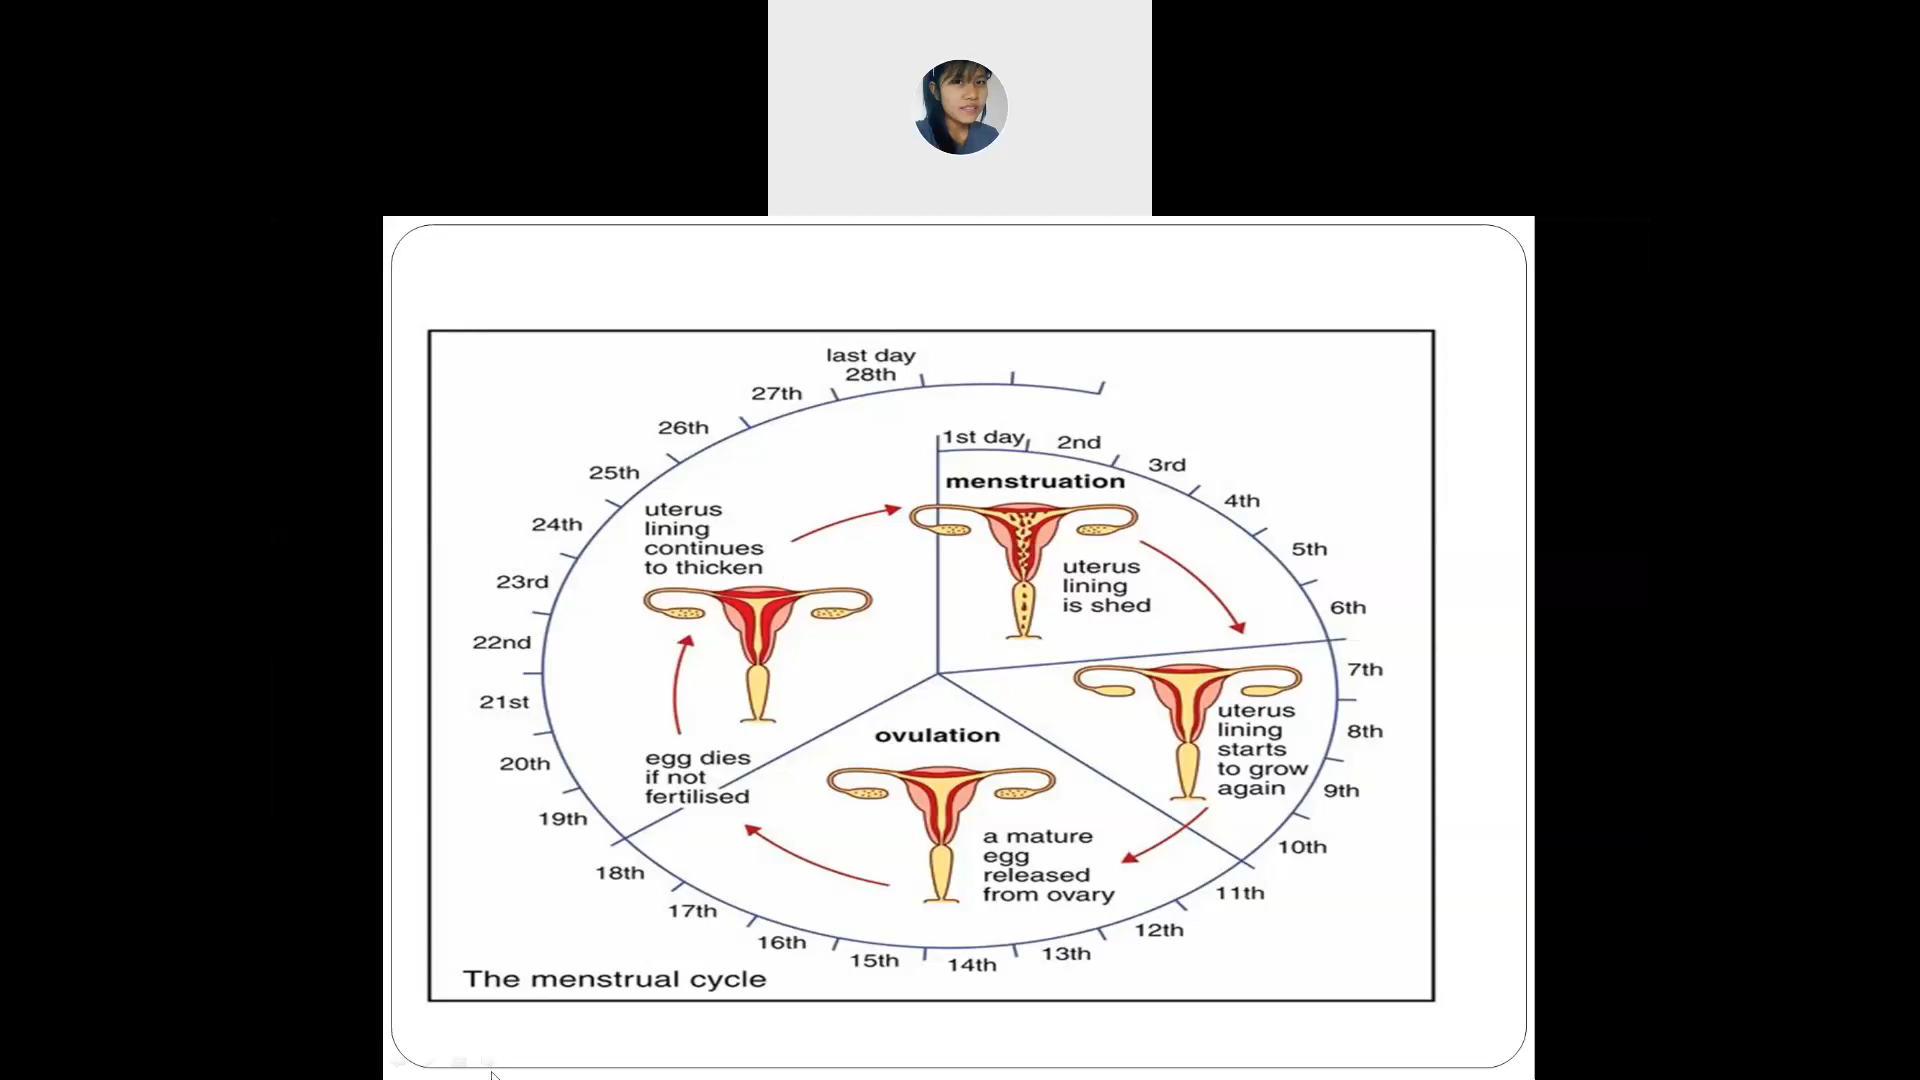 last day
28th
27th
26th
25th
24th
23rd
22nd
21st
20th
19th
18th
17th
16th
15th
14th
13th
12th
11th
10th
9th
8th
7th
6th
5th
4th
3rd
2nd
1st day
menstruation
uterus
lining
is shed
uterus
lining
starts
to grow
again
ovulation
a mature
egg
released
from ovary
egg dies
if not
fertilised
uterus
lining
continues
to thicken
The menstrual cycle